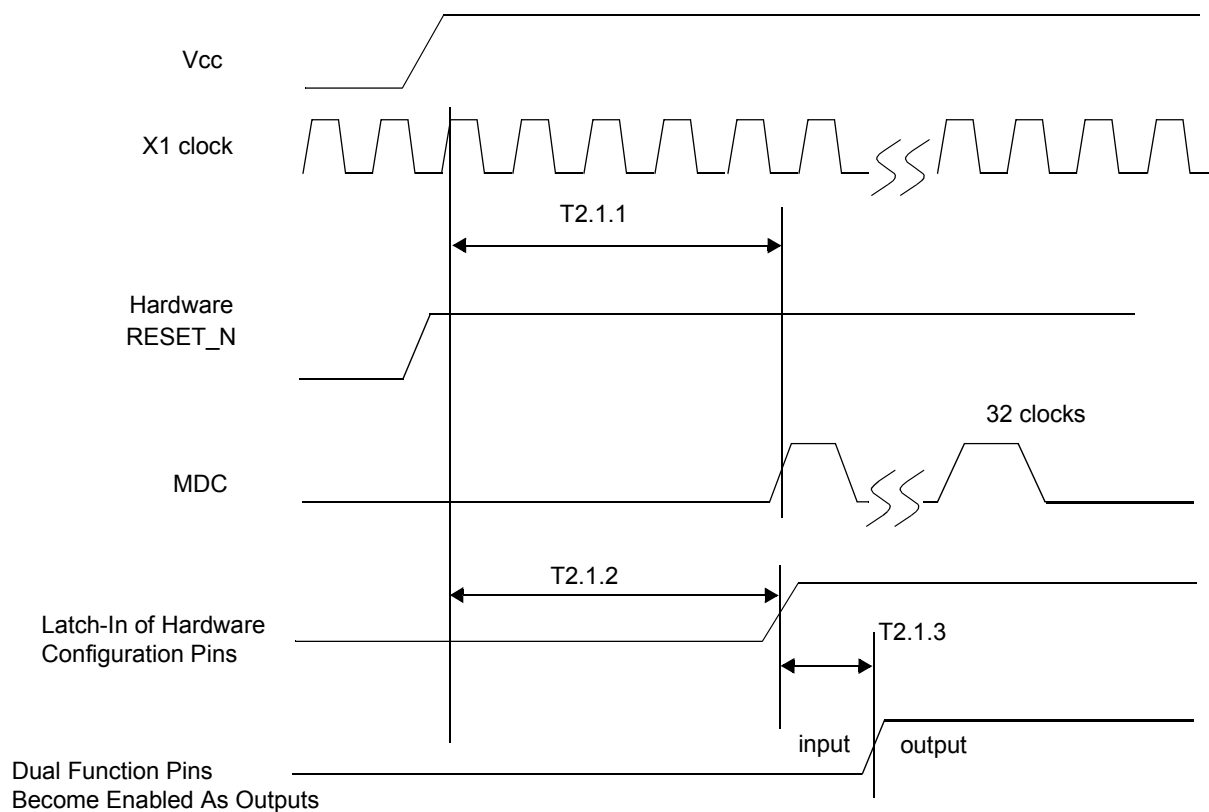 Vcc
X1 clock
T2.1.1
Hardware
RESET_N
32 clocks
MDC
T2.1.2
Latch-In of Hardware
Configuration Pins
T2.1.3
input
output
Dual Function Pins
Become Enabled As Outputs